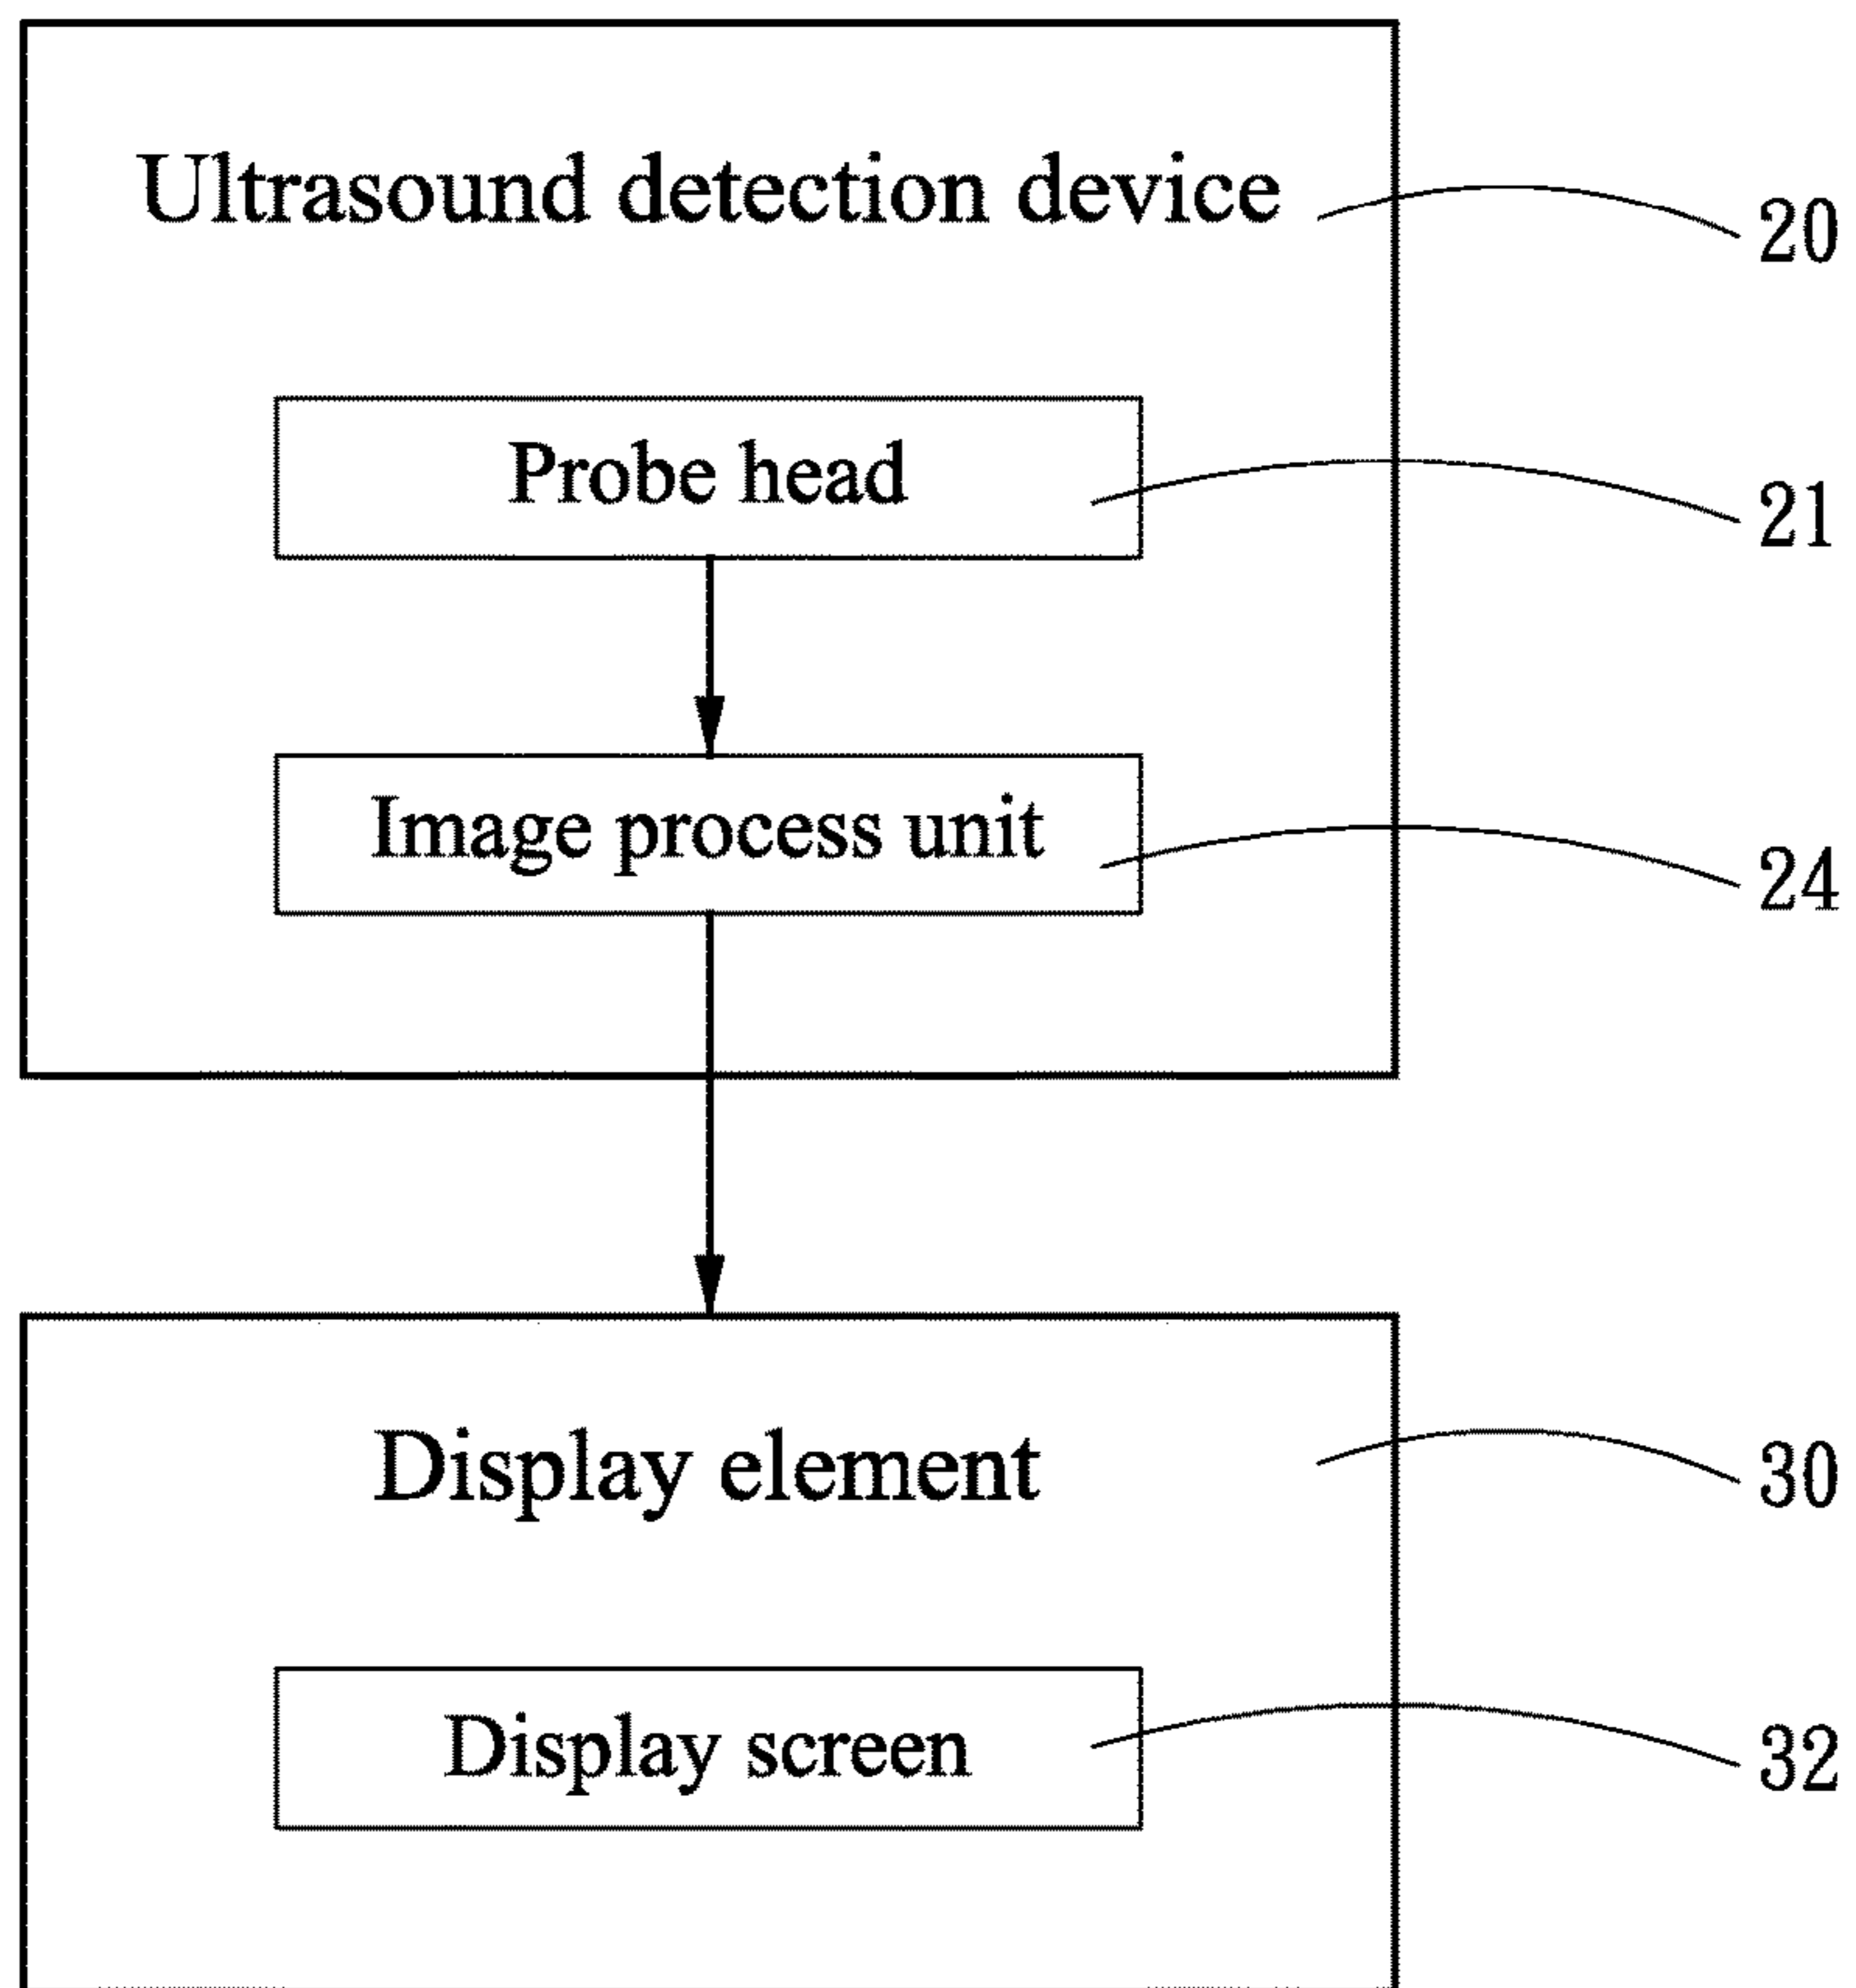 Ultrasound detection device
20
Probe head
21
Image process unit
24
Display element
30
Display screen
32